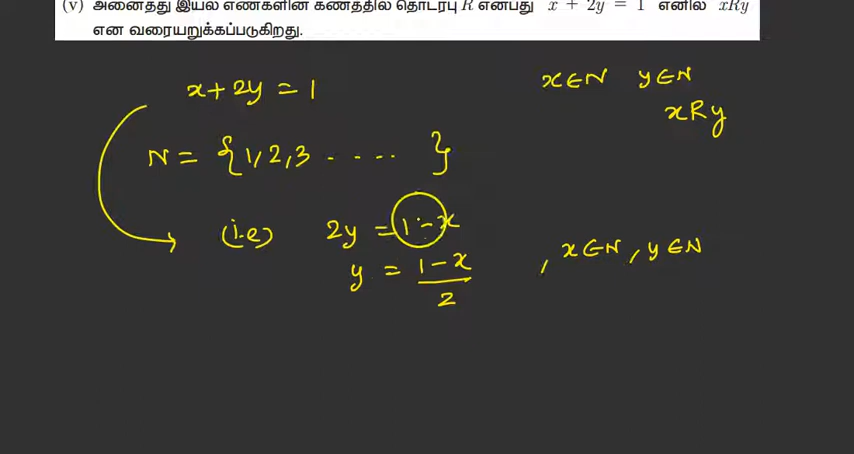 (v) அனைத்து இயல் எண்களின் கணத்தில் தொடர்பு R என்பது x + 2y = 1 எனில் xRy
என வரையறுக்கப்படுகிறது.
x + 2y = 1 x∈N y∈N
xRy
N = {1, 2, 3 ..... }
(i.e) 2y = 1 - x
y = (1 - x)/2 , x∈N, y∈N